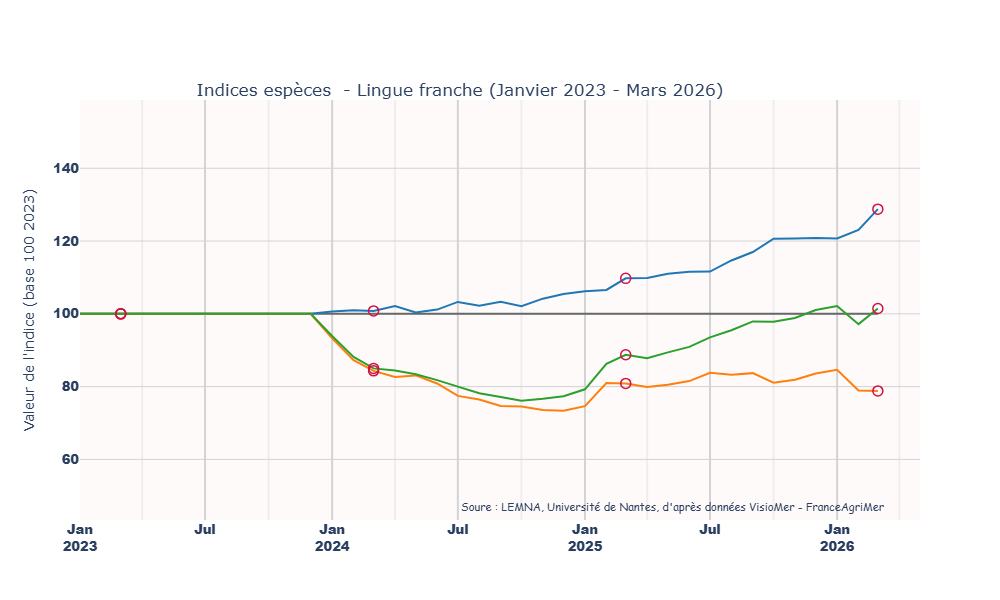 Indices espèces - Lingue franche (Janvier 2023 - Mars 2026)
Valeur de l'indice (base 100 2023)
140
120
100
80
60
Soure : LEMNA, Université de Nantes, d'après données VisioMer - FranceAgriMer
Jan Jul Jan Jul Jan Jul Jan
2023 2024 2025 2026